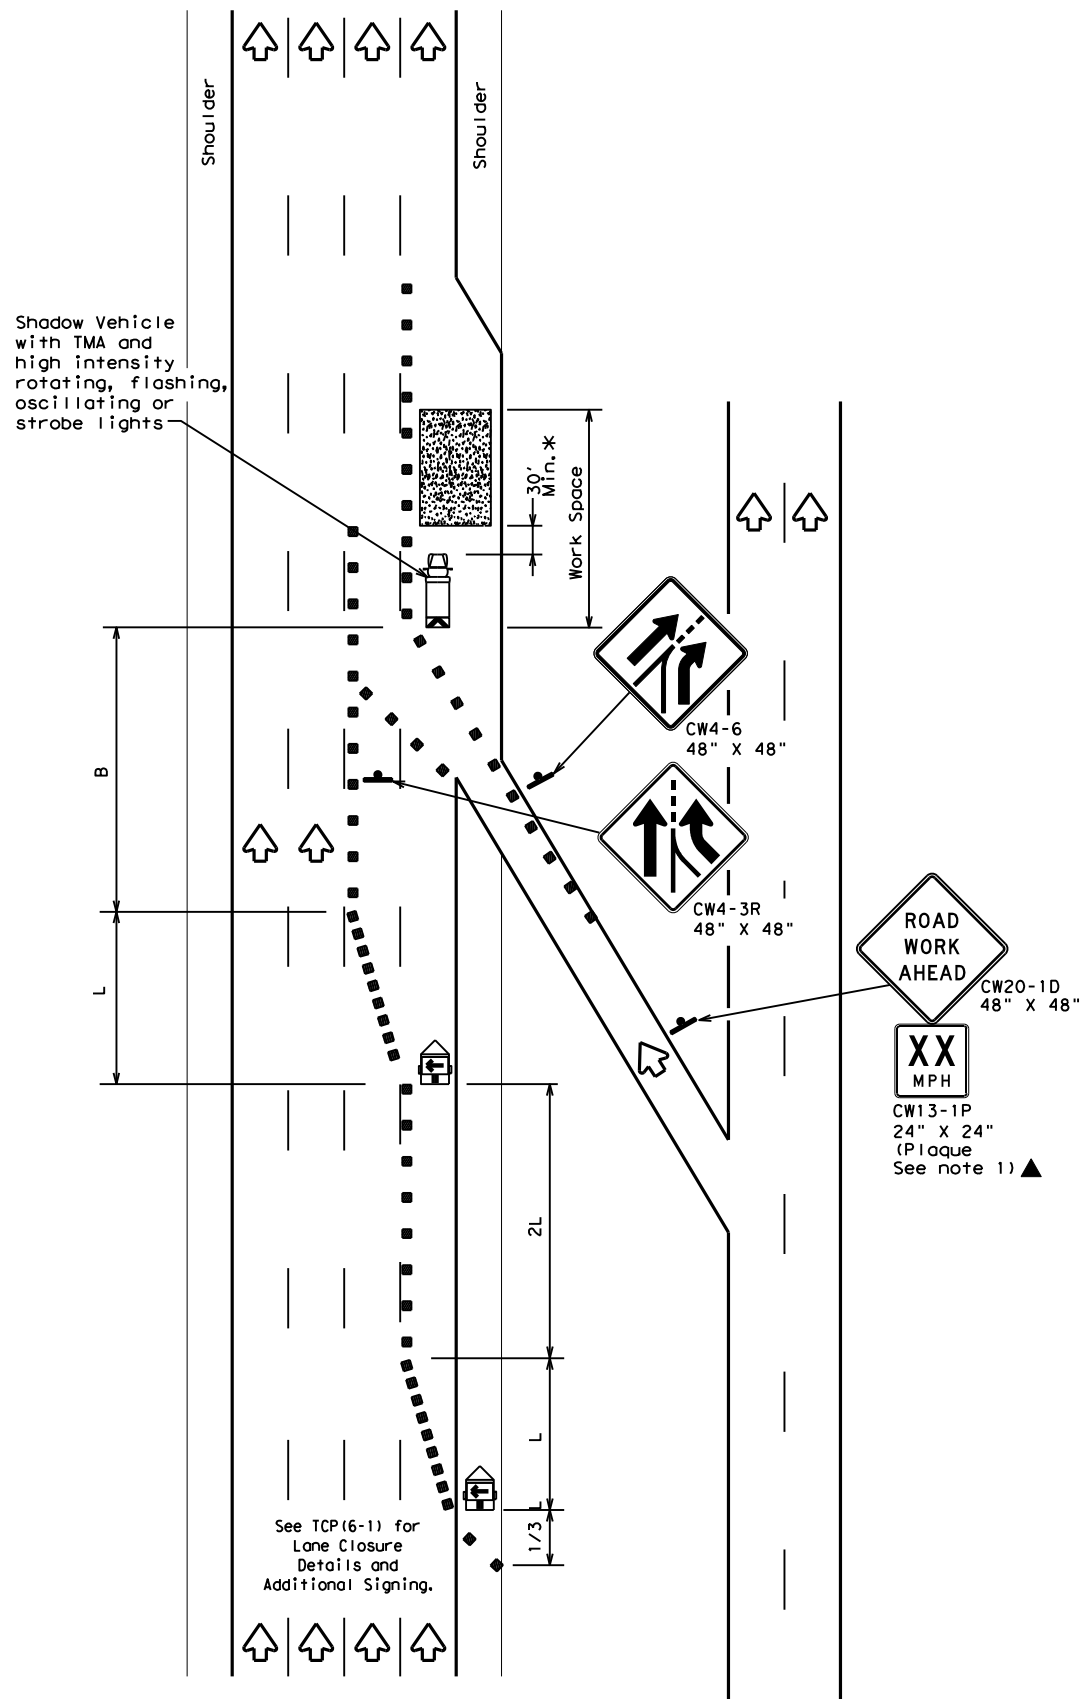 Shoulder
Shoulder
Shadow Vehicle
with TMA and
high intensity
rotating, flashing,
oscillating or
strobe lights
30'
Min.*
Work Space
CW4-6
48" X 48"
B
CW4-3R
48" X 48"
ROAD
WORK
AHEAD
CW20-1D
48" X 48"
L
XX
MPH
CW13-1P
24" X 24"
(Plaque
See note 1) ▲
2L
L
1/3 L
See TCP(6-1) for
Lane Closure
Details and
Additional Signing.